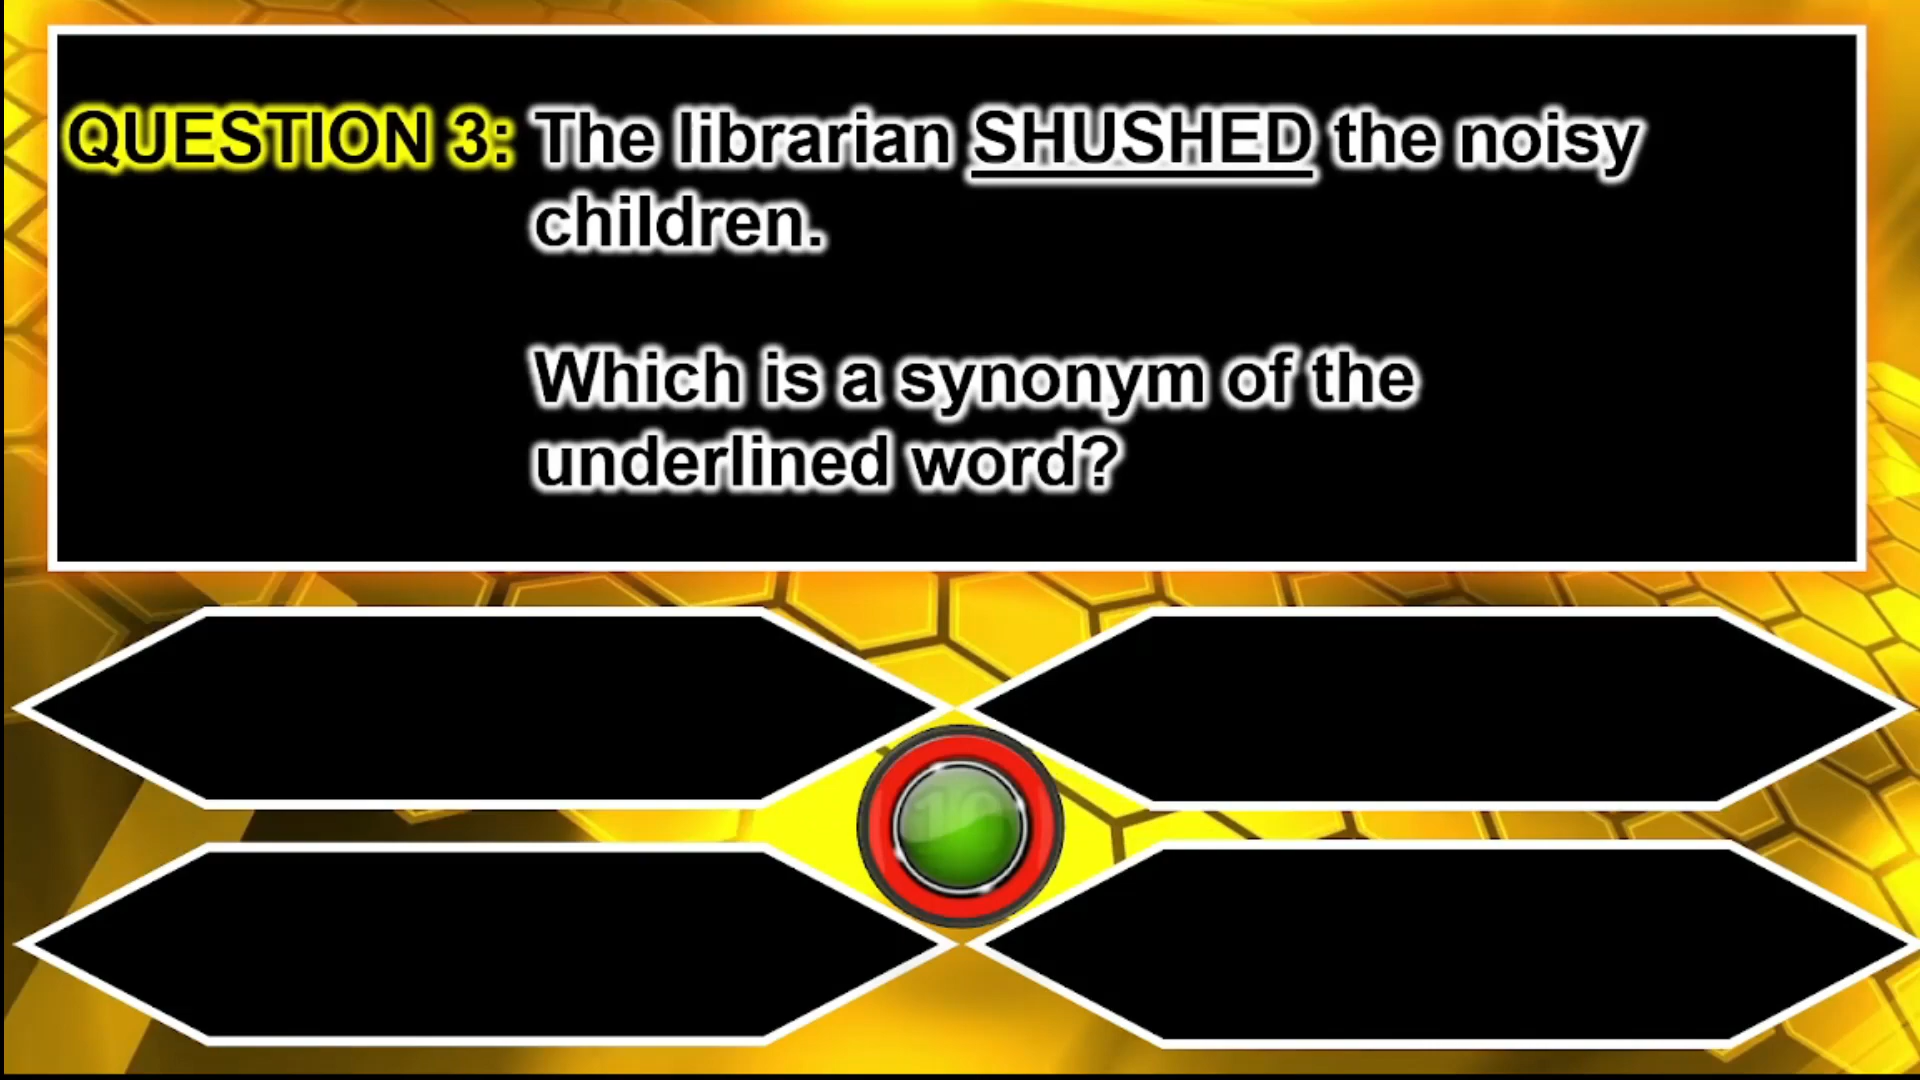 QUESTION 3: The librarian SHUSHED the noisy
children.
Which is a synonym of the
underlined word?